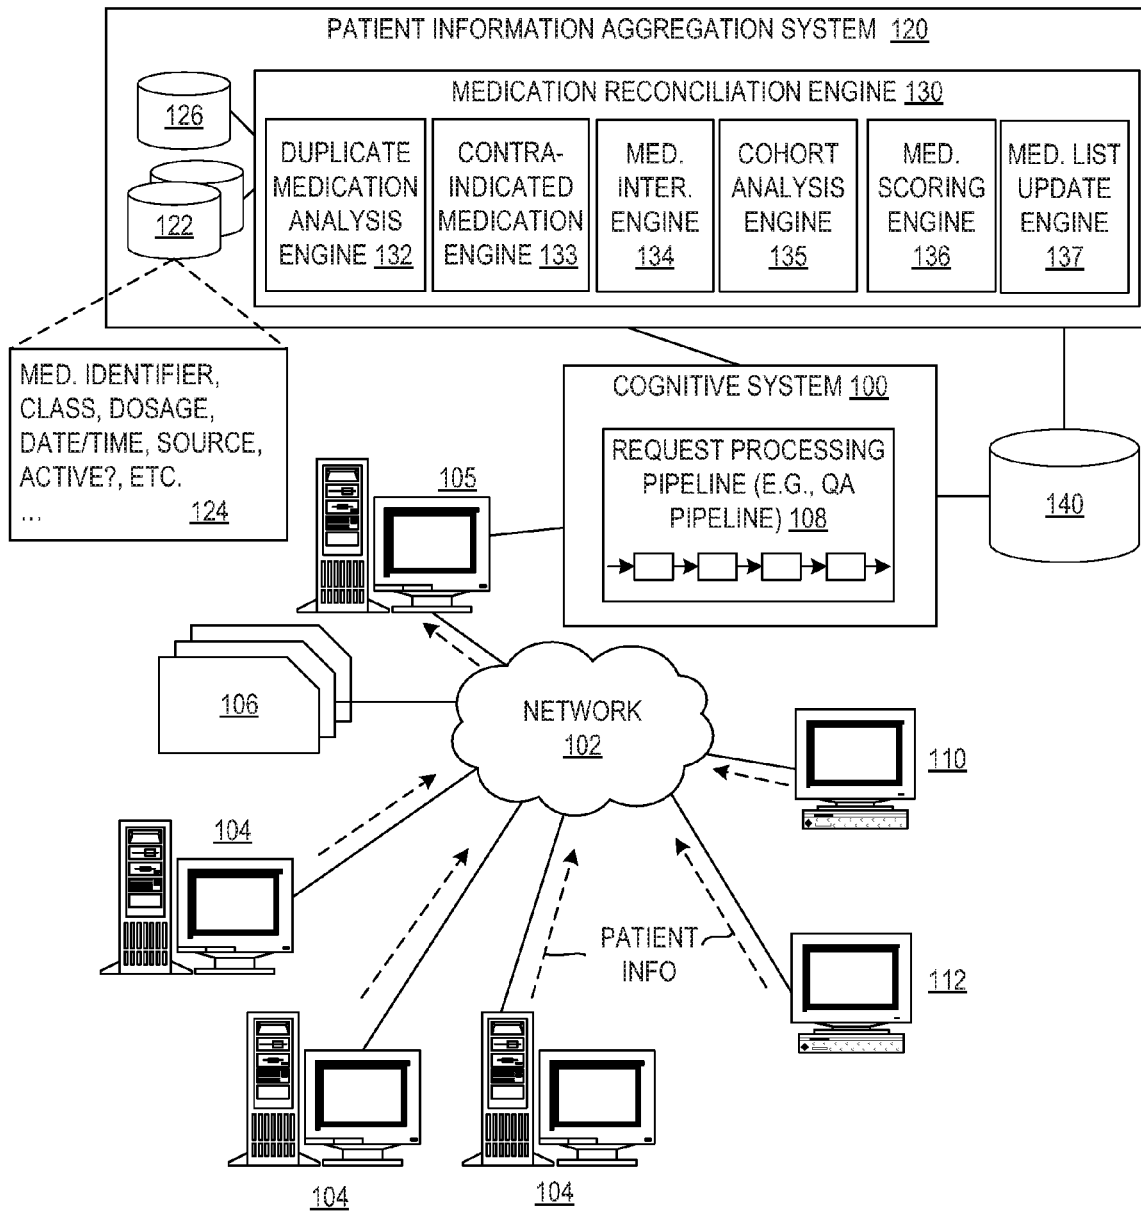 PATIENT INFORMATION AGGREGATION SYSTEM 120
MEDICATION RECONCILIATION ENGINE 130
126
122
DUPLICATE
MEDICATION
ANALYSIS
ENGINE 132
CONTRA-
INDICATED
MEDICATION
ENGINE 133
MED.
INTER.
ENGINE
134
COHORT
ANALYSIS
ENGINE
135
MED.
SCORING
ENGINE
136
MED. LIST
UPDATE
ENGINE
137
MED. IDENTIFIER,
CLASS, DOSAGE,
DATE/TIME, SOURCE,
ACTIVE?, ETC.
...
124
COGNITIVE SYSTEM 100
REQUEST PROCESSING
PIPELINE (E.G., QA
PIPELINE) 108
140
105
106
NETWORK
102
110
104
PATIENT
INFO
112
104
104